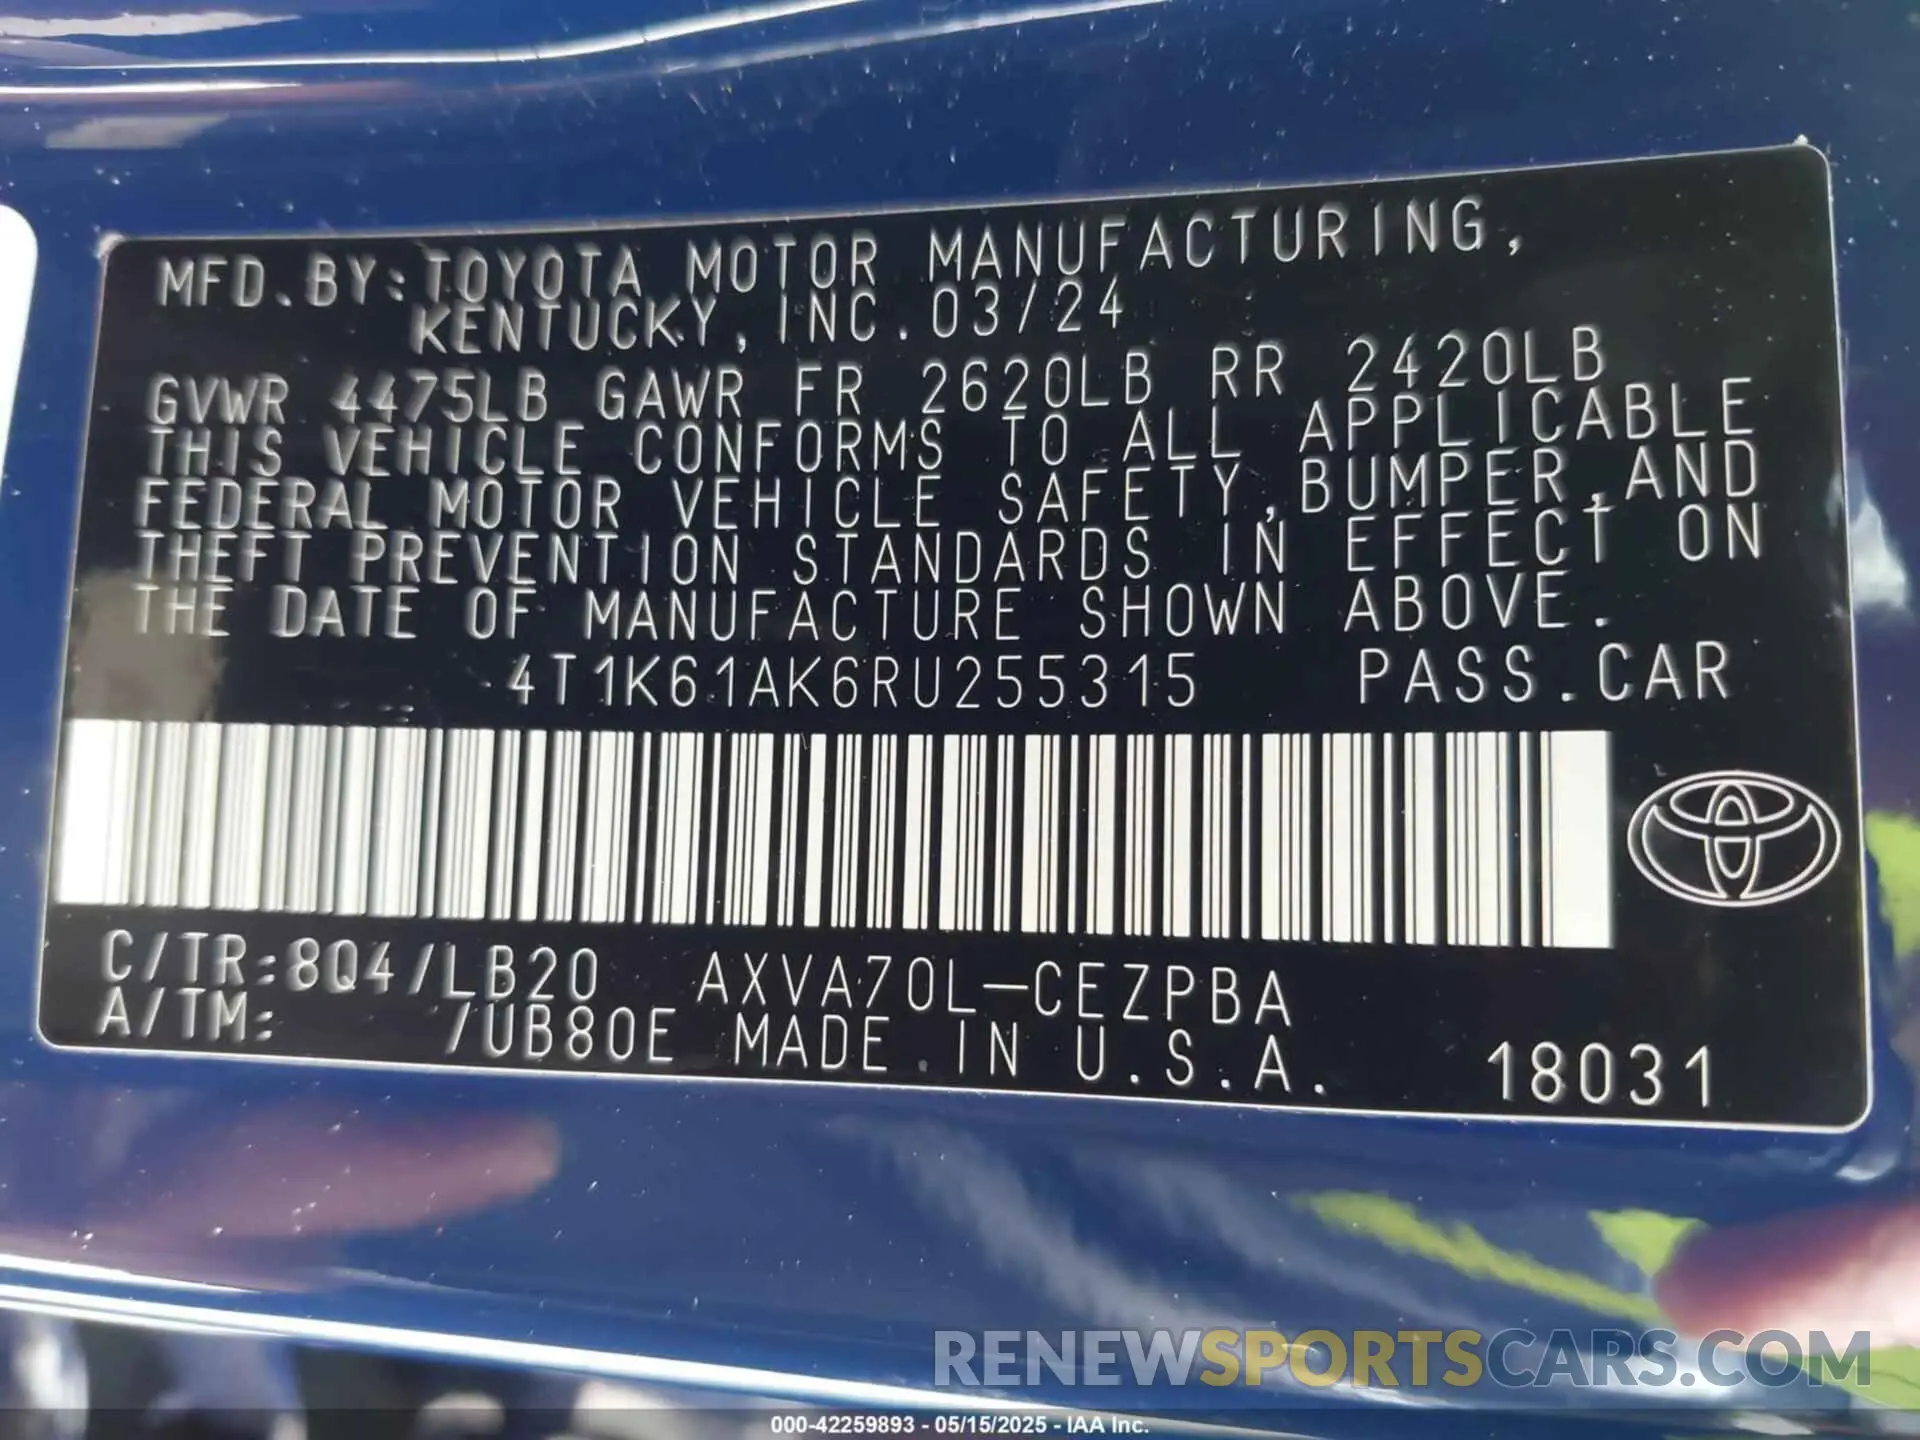 MFD.BY:TOYOTA MOTOR MANUFACTURING,
KENTUCKY,INC.03/24
GVWR 4475LB GAWR FR 2620LB RR 2420LB
THIS VEHICLE CONFORMS TO ALL APPLICABLE
FEDERAL MOTOR VEHICLE SAFETY,BUMPER,AND
THEFT PREVENTION STANDARDS IN EFFECT ON
THE DATE OF MANUFACTURE SHOWN ABOVE.
4T1K61AK6RU255315 PASS.CAR
C/TR:8Q4/LB20 AXVA70L-CEZPBA
A/TM: /UB80E MADE IN U.S.A. 18031
RENEWSPORTSCARS.COM
000-42259893 - 05/15/2025 - IAA Inc.